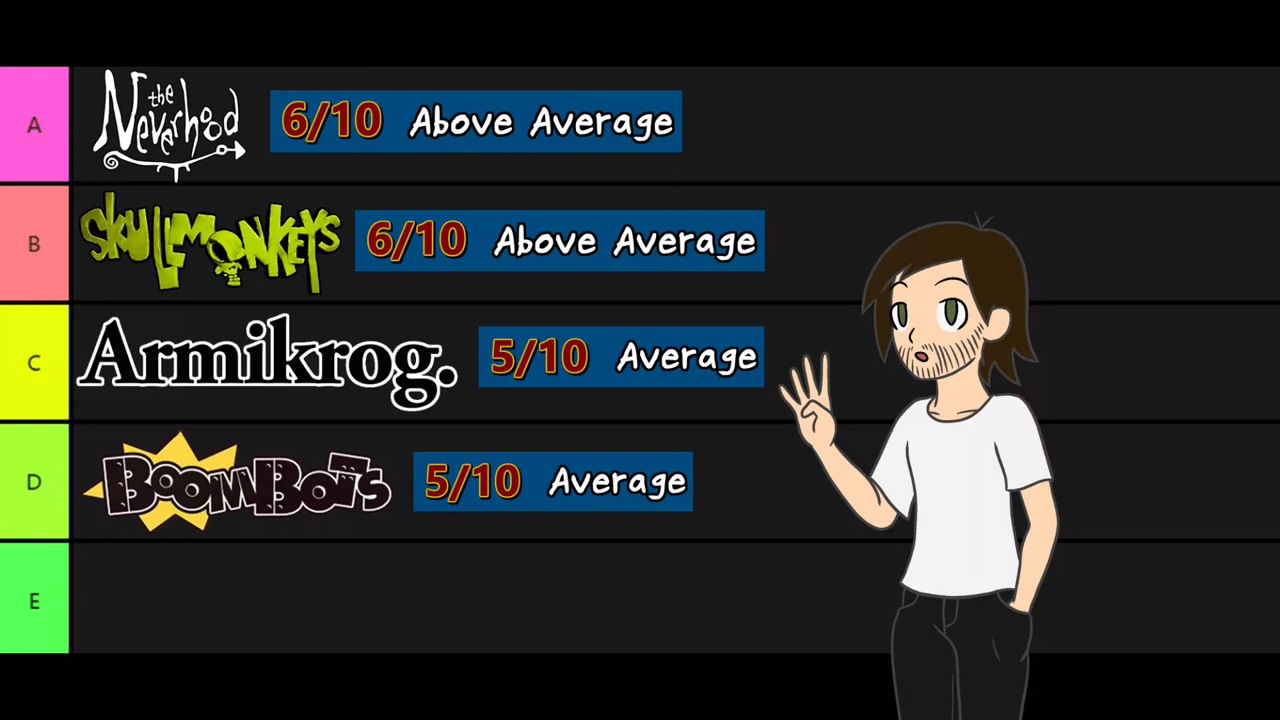 A
the
Neverhood
6/10 Above Average
B
SKULLMONKEYS
6/10 Above Average
C
Armikrog.
5/10 Average
D
BOOMBOTS
5/10 Average
E